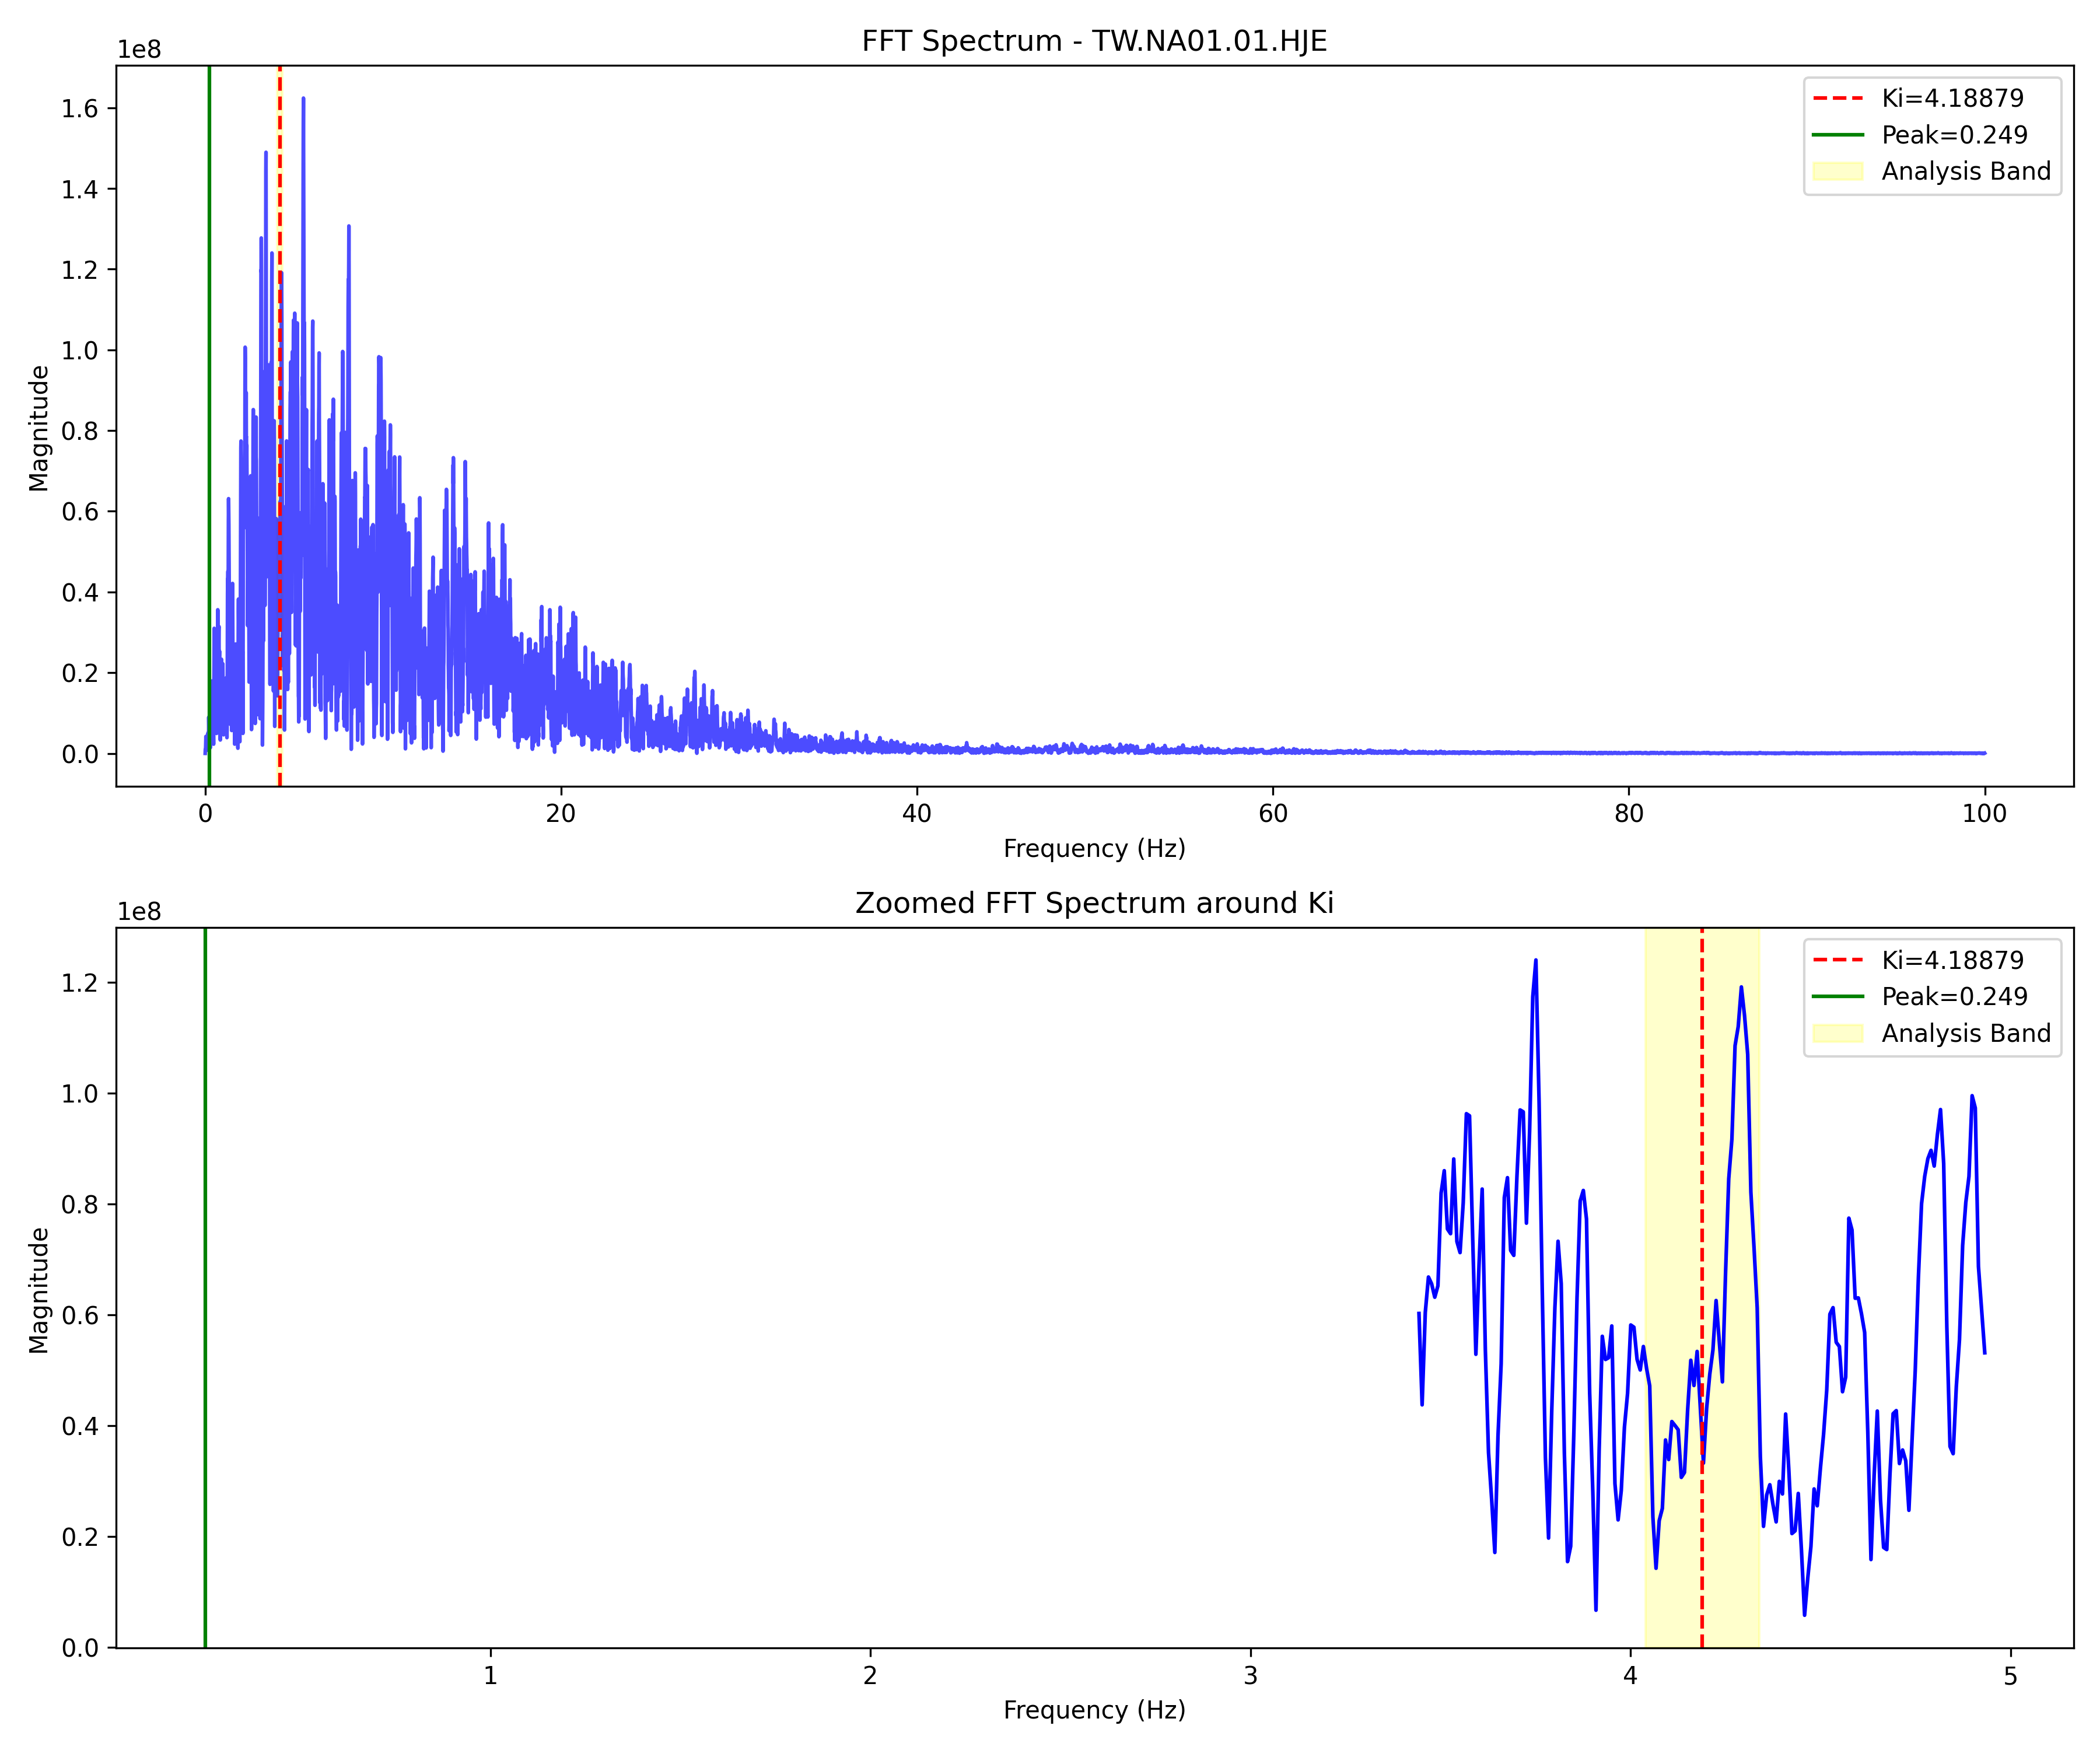 FFT Spectrum - TW.NA01.01.HJE
1e8
1.6
1.4
1.2
1.0
0.8
0.6
0.4
0.2
0.0
Magnitude
Ki=4.18879
Peak=0.249
Analysis Band
0 20 40 60 80 100
Frequency (Hz)
Zoomed FFT Spectrum around Ki
1e8
1.2
1.0
0.8
0.6
0.4
0.2
0.0
Magnitude
Ki=4.18879
Peak=0.249
Analysis Band
1 2 3 4 5
Frequency (Hz)